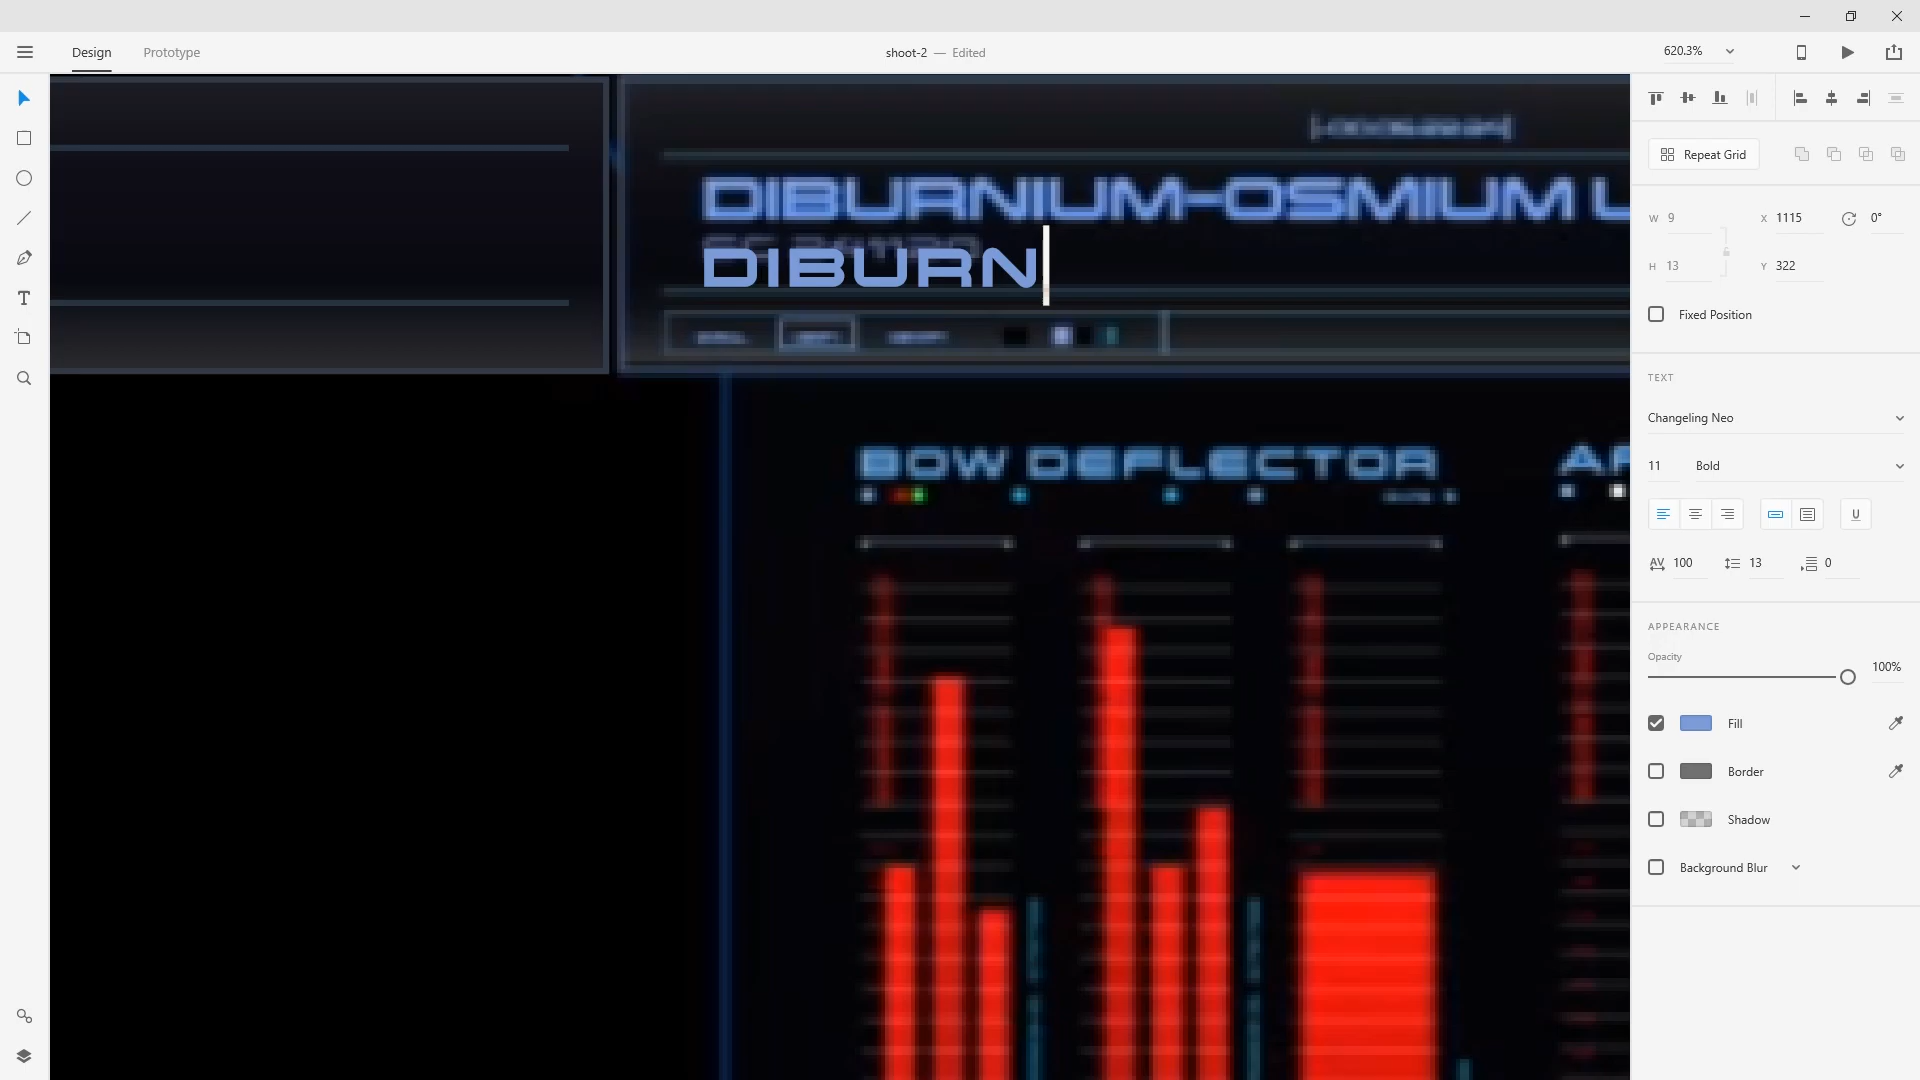 Design
Prototype
shoot-2 — Edited
620.3%
DIBURNIUM-OSMIUM
DIBURN
BOW DEFLECTOR
Repeat Grid
W 9
X 1115
0°
H 13
Y 322
Fixed Position
TEXT
Changeling Neo
11
Bold
U
AV 100
13
0
APPEARANCE
Opacity
100%
Fill
Border
Shadow
Background Blur